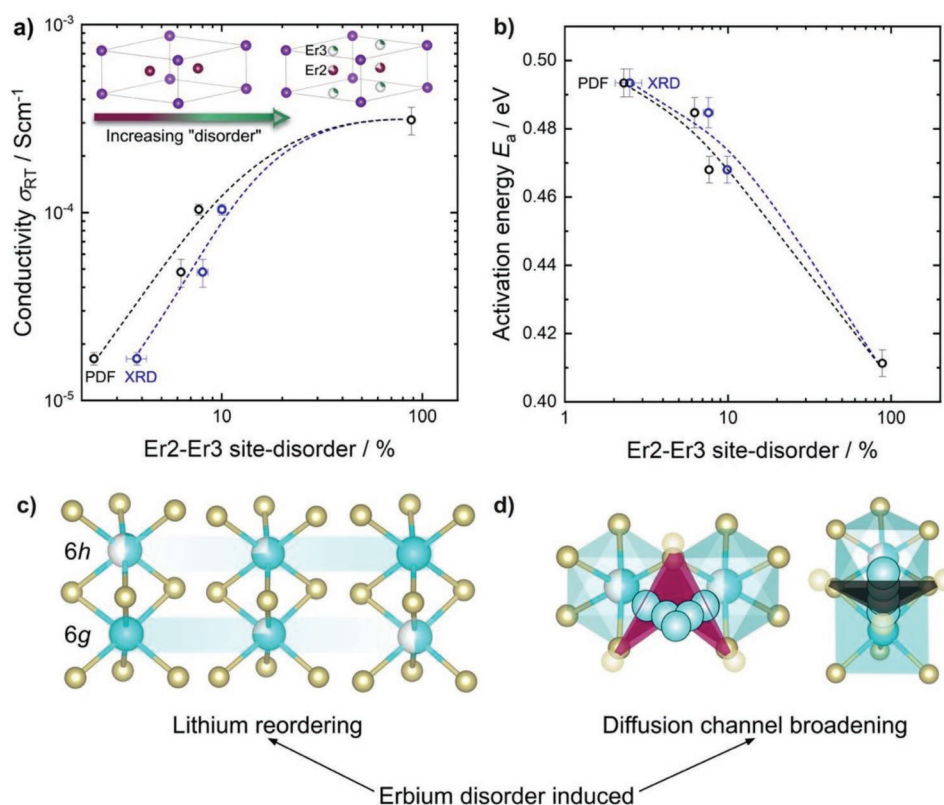 a)
10⁻³
10⁻⁴
10⁻⁵
Conductivity σRT / Scm⁻¹
Er3
Er2
Increasing "disorder"
PDF XRD
10 100
Er2-Er3 site-disorder / %
b)
0.50
0.48
0.46
0.44
0.42
0.40
Activation energy Ea / eV
PDF XRD
1 10 100
Er2-Er3 site-disorder / %
c)
6h
6g
Lithium reordering
d)
Diffusion channel broadening
Erbium disorder induced